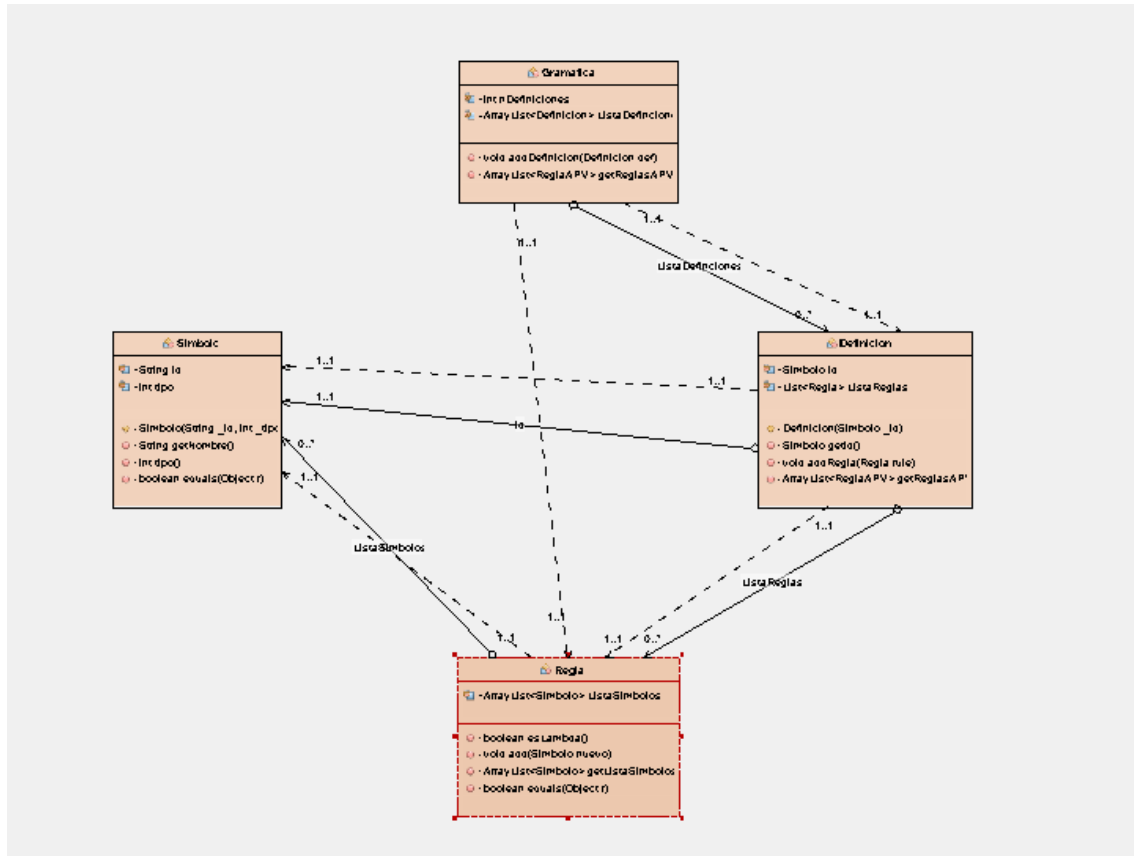 Gramatica
-int nDefiniciones
-ArrayList<Definicion> ListaDefinicion
- void addDefinicion(Definicion def)
- ArrayList<ReglaAPV> getReglasAPV
1..1
1..1
ListaDefiniciones
0..*
1..1
Simbolo
-String id
-int tipo
- Simbolo(String _id, int _tipo
- String getNombre()
- int tipo()
- boolean equals(Object r)
Definicion
-Simbolo id
-List<Regla> ListaReglas
- Definicion(Simbolo _id)
- Simbolo getId()
- void addRegla(Regla rule)
- ArrayList<ReglaAPV> getReglasAP
1..1
1..1
1..1
id
0..*
1..1
ListaSimbolos
1..1
ListaReglas
1..1
1..1
1..1
0..*
Regla
-ArrayList<Simbolo> ListaSimbolos
- boolean esLambda()
- void add(Simbolo nuevo)
- ArrayList<Simbolo> getListaSimbolos
- boolean equals(Object r)